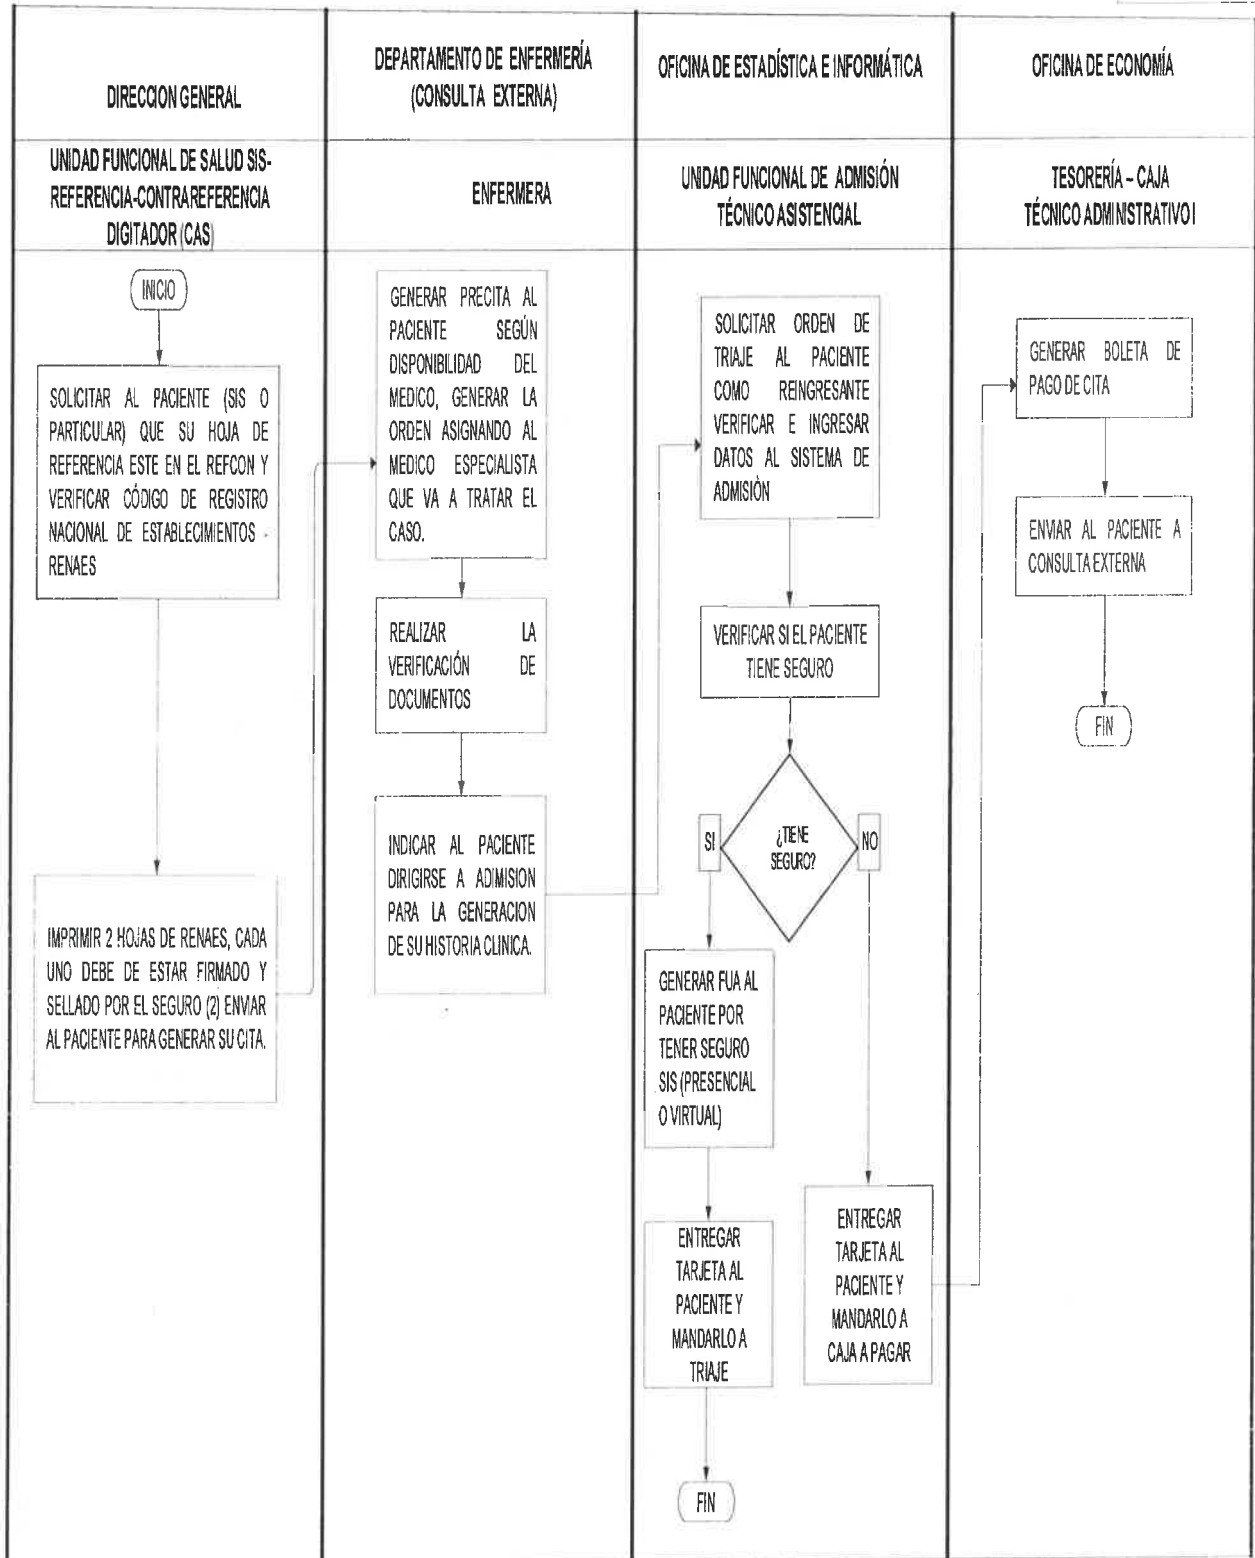 DIRECCION GENERAL
DEPARTAMENTO DE ENFERMERÍA
(CONSULTA EXTERNA)
OFICINA DE ESTADÍSTICA E INFORMÁTICA
OFICINA DE ECONOMÍA
UNIDAD FUNCIONAL DE SALUD SIS-
REFERENCIA-CONTRAREFERENCIA
DIGITADOR (CAS)
ENFERMERA
UNIDAD FUNCIONAL DE ADMISIÓN
TÉCNICO ASISTENCIAL
TESORERÍA – CAJA
TÉCNICO ADMINISTRATIVO I
INICIO
SOLICITAR AL PACIENTE (SIS O
PARTICULAR) QUE SU HOJA DE
REFERENCIA ESTE EN EL REFCON Y
VERIFICAR CÓDIGO DE REGISTRO
NACIONAL DE ESTABLECIMIENTOS -
RENAES
IMPRIMIR 2 HOJAS DE RENAES, CADA
UNO DEBE DE ESTAR FIRMADO Y
SELLADO POR EL SEGURO (2) ENVIAR
AL PACIENTE PARA GENERAR SU CITA.
GENERAR PRECITA AL
PACIENTE SEGÚN
DISPONIBILIDAD DEL
MEDICO, GENERAR LA
ORDEN ASIGNANDO AL
MEDICO ESPECIALISTA
QUE VA A TRATAR EL
CASO.
REALIZAR LA
VERIFICACIÓN DE
DOCUMENTOS
INDICAR AL PACIENTE
DIRIGIRSE A ADMISION
PARA LA GENERACION
DE SU HISTORIA CLINICA.
SOLICITAR ORDEN DE
TRIAJE AL PACIENTE
COMO REINGRESANTE
VERIFICAR E INGRESAR
DATOS AL SISTEMA DE
ADMISIÒN
VERIFICAR SI EL PACIENTE
TIENE SEGURO
¿TIENE
SEGURO?
SI
NO
GENERAR FUA AL
PACIENTE POR
TENER SEGURO
SIS (PRESENCIAL
O VIRTUAL)
ENTREGAR
TARJETA AL
PACIENTE Y
MANDARLO A
TRIAJE
FIN
ENTREGAR
TARJETA AL
PACIENTE Y
MANDARLO A
CAJA A PAGAR
GENERAR BOLETA DE
PAGO DE CITA
ENVIAR AL PACIENTE A
CONSULTA EXTERNA
FIN